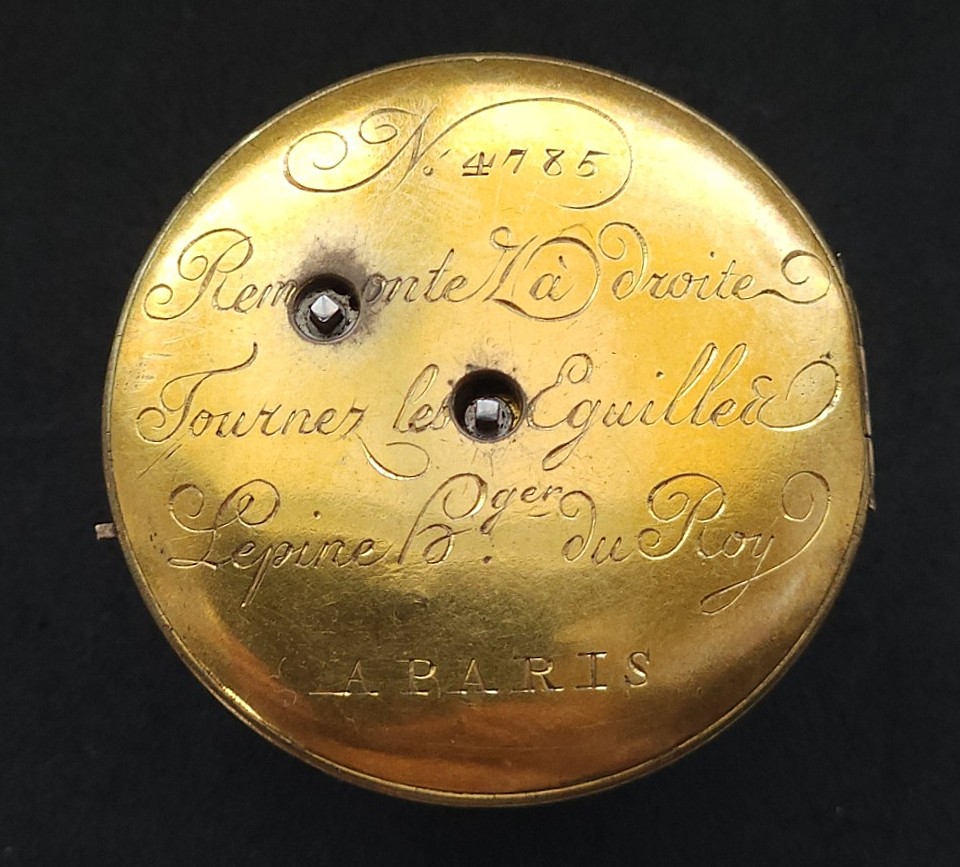 N. 4785
Remonte à droite
Tournez les Eguilles
Lepine H.ger du Roy
A PARIS